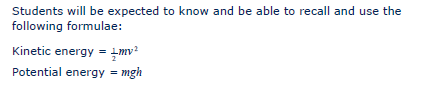 Students will be expected to know and be able to recall and use the
following formulae:
Kinetic energy = ½mv²
Potential energy = mgh